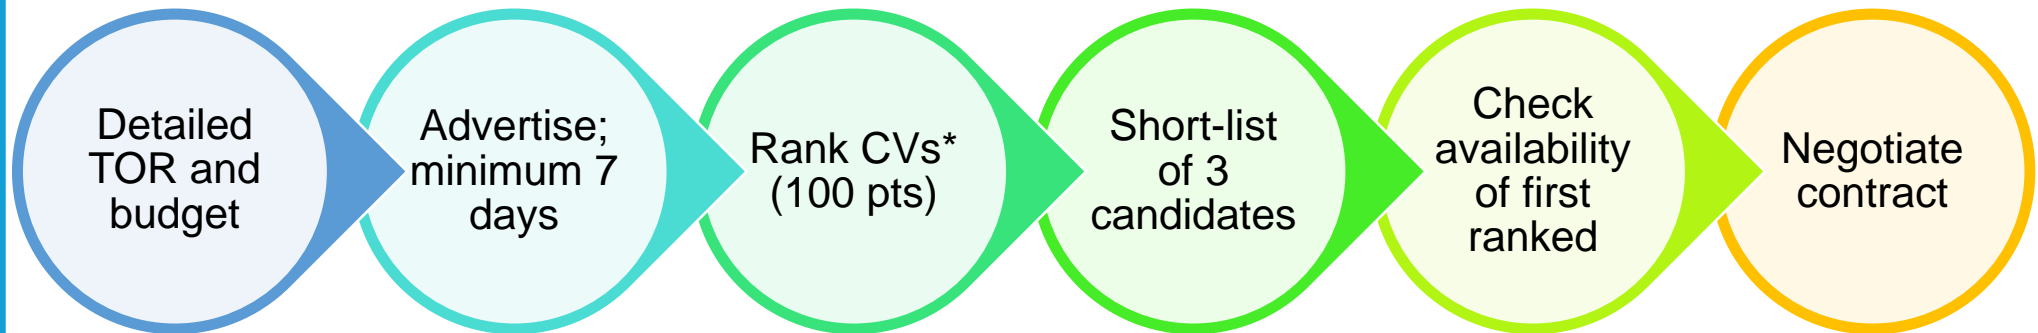 Detailed
TOR and
budget
Advertise;
minimum 7
days
Rank CVs*
(100 pts)
Short-list
of 3
candidates
Check
availability
of first
ranked
Negotiate
contract